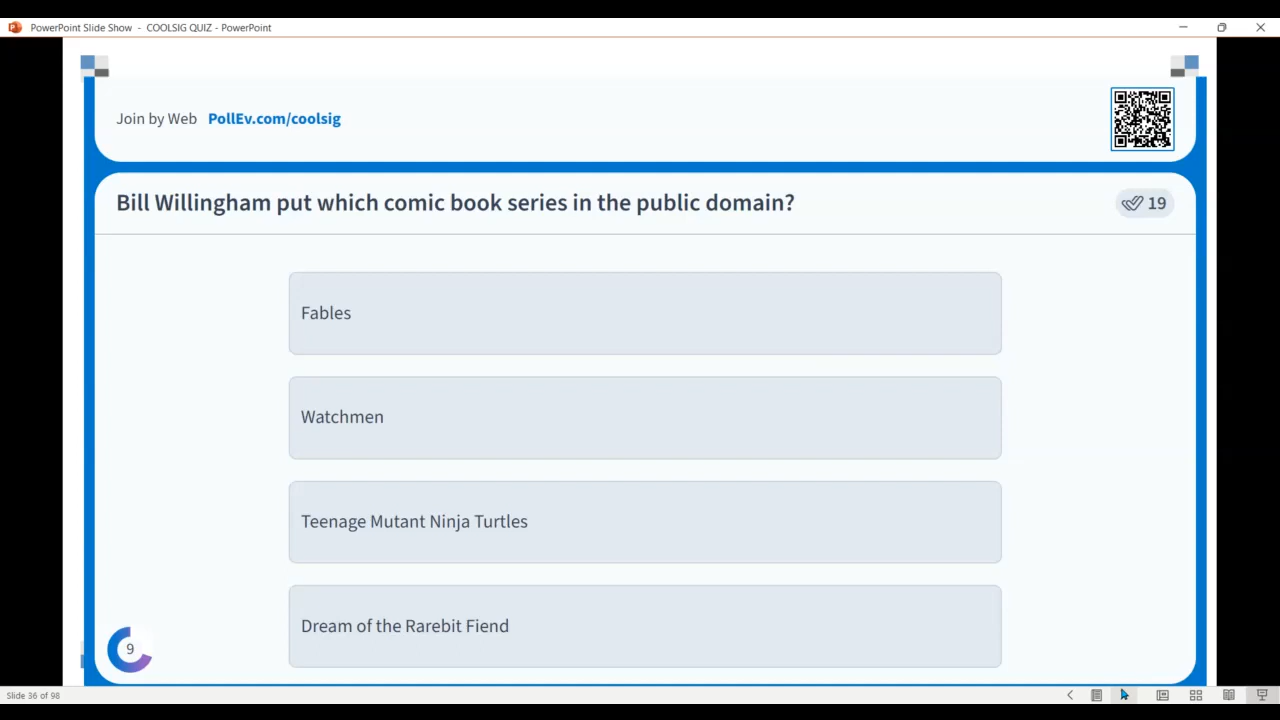 PowerPoint Slide Show - COOLSIG QUIZ - PowerPoint
Join by Web PollEv.com/coolsig
Bill Willingham put which comic book series in the public domain?
19
Fables
Watchmen
Teenage Mutant Ninja Turtles
Dream of the Rarebit Fiend
9
Slide 36 of 98